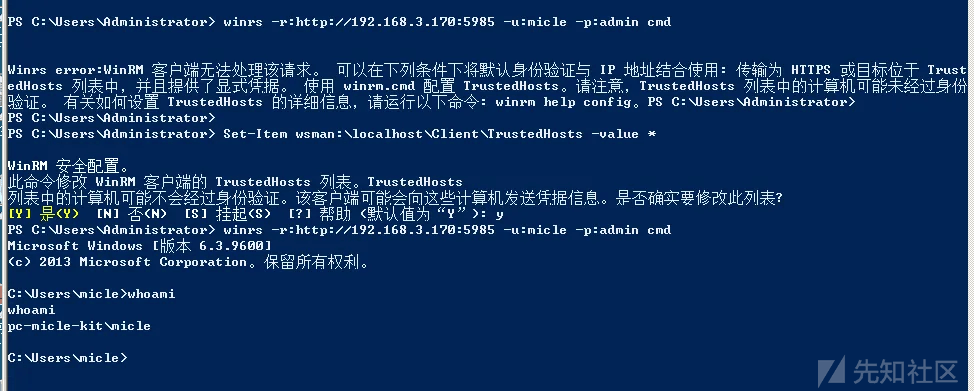 PS C:\Users\Administrator> winrs -r:http://192.168.3.170:5985 -u:micle -p:admin cmd
Winrs error:WinRM 客户端无法处理该请求。 可以在下列条件下将默认身份验证与 IP 地址结合使用: 传输为 HTTPS 或目标位于 Trust
edHosts 列表中，并且提供了显式凭据。 使用 winrm.cmd 配置 TrustedHosts。请注意，TrustedHosts 列表中的计算机可能未经过身份
验证。 有关如何设置 TrustedHosts 的详细信息，请运行以下命令: winrm help config。PS C:\Users\Administrator>
PS C:\Users\Administrator>
PS C:\Users\Administrator> Set-Item wsman:\localhost\Client\TrustedHosts -value *
WinRM 安全配置。
此命令修改 WinRM 客户端的 TrustedHosts 列表。TrustedHosts
列表中的计算机可能不会经过身份验证。该客户端可能会向这些计算机发送凭据信息。是否确实要修改此列表?
[Y] 是(Y)  [N] 否(N)  [S] 挂起(S)  [?] 帮助 (默认值为“Y”): y
PS C:\Users\Administrator> winrs -r:http://192.168.3.170:5985 -u:micle -p:admin cmd
Microsoft Windows [版本 6.3.9600]
(c) 2013 Microsoft Corporation。保留所有权利。
C:\Users\micle>whoami
whoami
pc-micle-kit\micle
C:\Users\micle>
先知社区